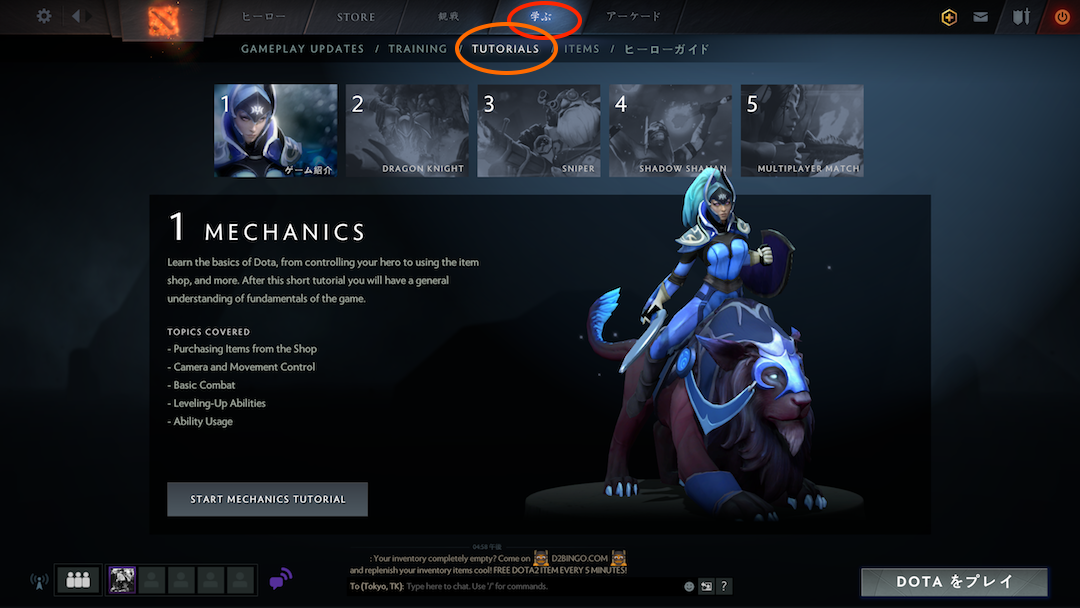 ヒーロー STORE 観戦 学ぶ アーケード
GAMEPLAY UPDATES / TRAINING / TUTORIALS / ITEMS / ヒーローガイド
1 ゲーム紹介
2 DRAGON KNIGHT
3 SNIPER
4 SHADOW SHAMAN
5 MULTIPLAYER MATCH
1 MECHANICS
Learn the basics of Dota, from controlling your hero to using the item
shop, and more. After this short tutorial you will have a general
understanding of fundamentals of the game.
TOPICS COVERED
- Purchasing Items from the Shop
- Camera and Movement Control
- Basic Combat
- Leveling-Up Abilities
- Ability Usage
START MECHANICS TUTORIAL
04:58 午後
: Your inventory completely empty? Come on D2BINGO.COM
and replenish your inventory items cool! FREE DOTA2 ITEM EVERY 5 MINUTES!
To (Tokyo, TK): Type here to chat. Use '/' for commands.
?
DOTA をプレイ